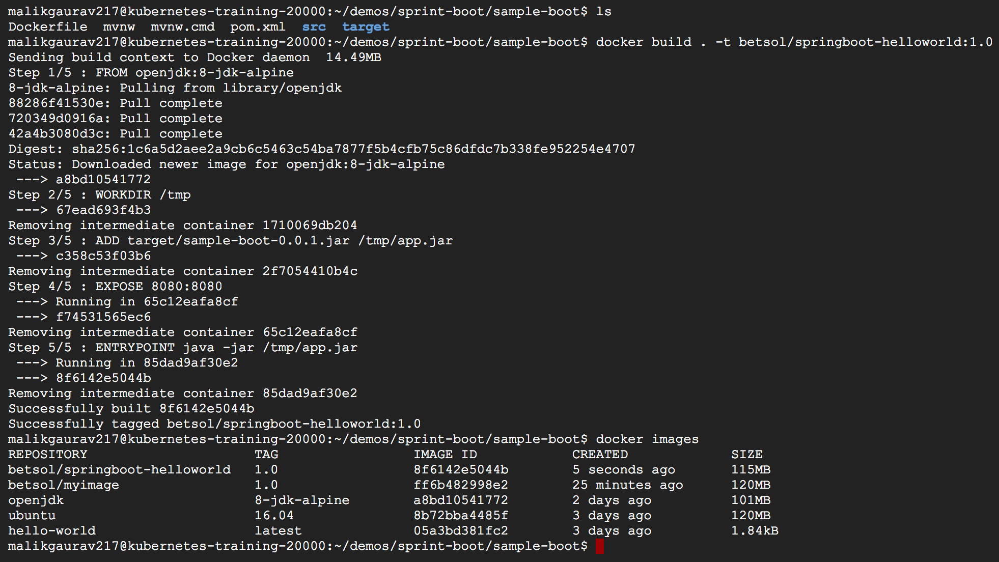 malikgaurav217@kubernetes-training-20000:~/demos/sprint-boot/sample-boot$ ls
Dockerfile  mvnw  mvnw.cmd  pom.xml  src  target
malikgaurav217@kubernetes-training-20000:~/demos/sprint-boot/sample-boot$ docker build . -t betsol/springboot-helloworld:1.0
Sending build context to Docker daemon  14.49MB
Step 1/5 : FROM openjdk:8-jdk-alpine
8-jdk-alpine: Pulling from library/openjdk
88286f41530e: Pull complete
720349d0916a: Pull complete
42a4b3080d3c: Pull complete
Digest: sha256:1c6a5d2aee2a9cb6c5463c54ba7877f5b4cfb75c86dfdc7b338fe952254e4707
Status: Downloaded newer image for openjdk:8-jdk-alpine
 ---> a8bd10541772
Step 2/5 : WORKDIR /tmp
 ---> 67ead693f4b3
Removing intermediate container 1710069db204
Step 3/5 : ADD target/sample-boot-0.0.1.jar /tmp/app.jar
 ---> c358c53f03b6
Removing intermediate container 2f7054410b4c
Step 4/5 : EXPOSE 8080:8080
 ---> Running in 65c12eafa8cf
 ---> f74531565ec6
Removing intermediate container 65c12eafa8cf
Step 5/5 : ENTRYPOINT java -jar /tmp/app.jar
 ---> Running in 85dad9af30e2
 ---> 8f6142e5044b
Removing intermediate container 85dad9af30e2
Successfully built 8f6142e5044b
Successfully tagged betsol/springboot-helloworld:1.0
malikgaurav217@kubernetes-training-20000:~/demos/sprint-boot/sample-boot$ docker images
REPOSITORY                     TAG                 IMAGE ID            CREATED             SIZE
betsol/springboot-helloworld   1.0                 8f6142e5044b        5 seconds ago       115MB
betsol/myimage                 1.0                 ff6b482998e2        25 minutes ago      120MB
openjdk                        8-jdk-alpine        a8bd10541772        2 days ago          101MB
ubuntu                         16.04               8b72bba4485f        3 days ago          120MB
hello-world                    latest              05a3bd381fc2        3 days ago          1.84kB
malikgaurav217@kubernetes-training-20000:~/demos/sprint-boot/sample-boot$